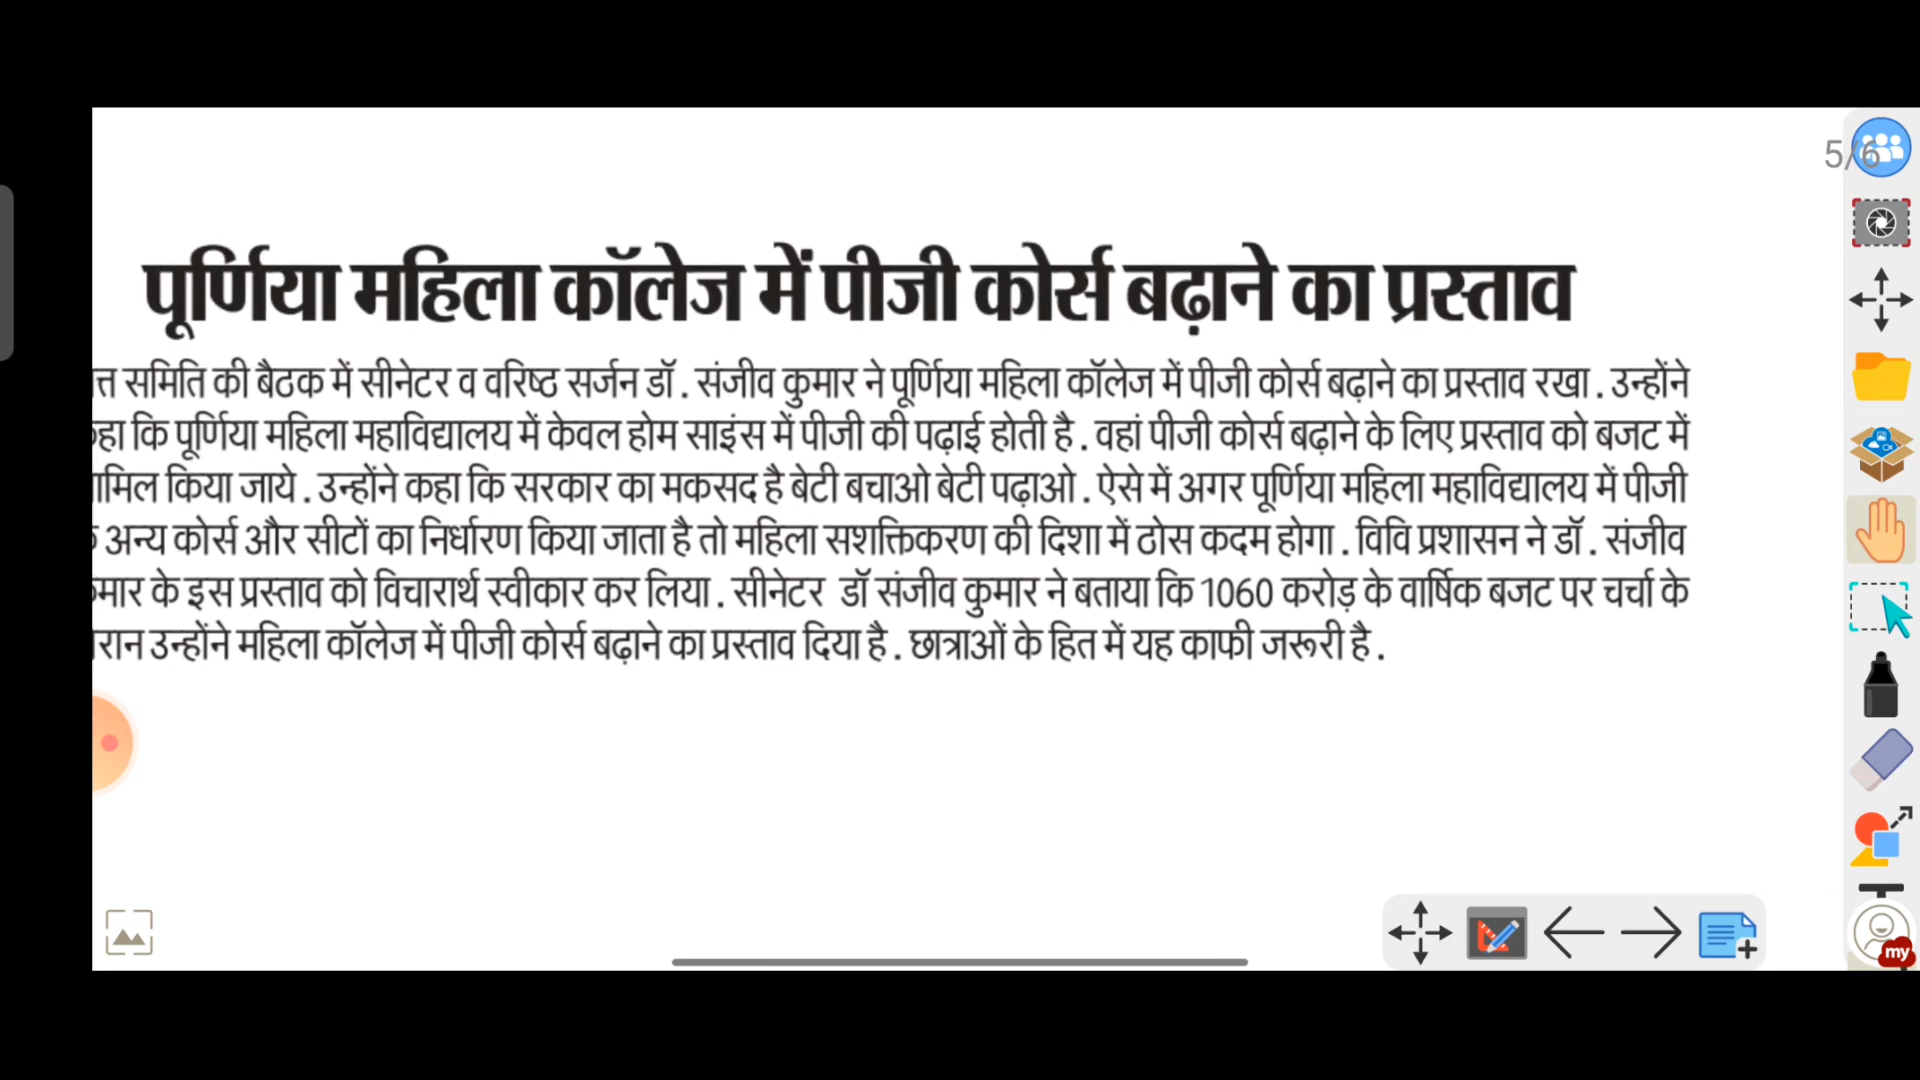 5/6
पूर्णिया महिला कॉलेज में पीजी कोर्स बढ़ाने का प्रस्ताव
समिति की बैठक में सीनेटर व वरिष्ठ सर्जन डॉ. संजीव कुमार ने पूर्णिया महिला कॉलेज में पीजी कोर्स बढ़ाने का प्रस्ताव रखा. उन्होंने
कि पूर्णिया महिला महाविद्यालय में केवल होम साइंस में पीजी की पढ़ाई होती है. वहां पीजी कोर्स बढ़ाने के लिए प्रस्ताव को बजट में
किया जाये. उन्होंने कहा कि सरकार का मकसद है बेटी बचाओ बेटी पढ़ाओ. ऐसे में अगर पूर्णिया महिला महाविद्यालय में पीजी
अन्य कोर्स और सीटों का निर्धारण किया जाता है तो महिला सशक्तिकरण की दिशा में ठोस कदम होगा. विवि प्रशासन ने डॉ. संजीव
के इस प्रस्ताव को विचारार्थ स्वीकार कर लिया. सीनेटर डॉ संजीव कुमार ने बताया कि 1060 करोड़ के वार्षिक बजट पर चर्चा के
उन्होंने महिला कॉलेज में पीजी कोर्स बढ़ाने का प्रस्ताव दिया है. छात्राओं के हित में यह काफी जरूरी है.
my